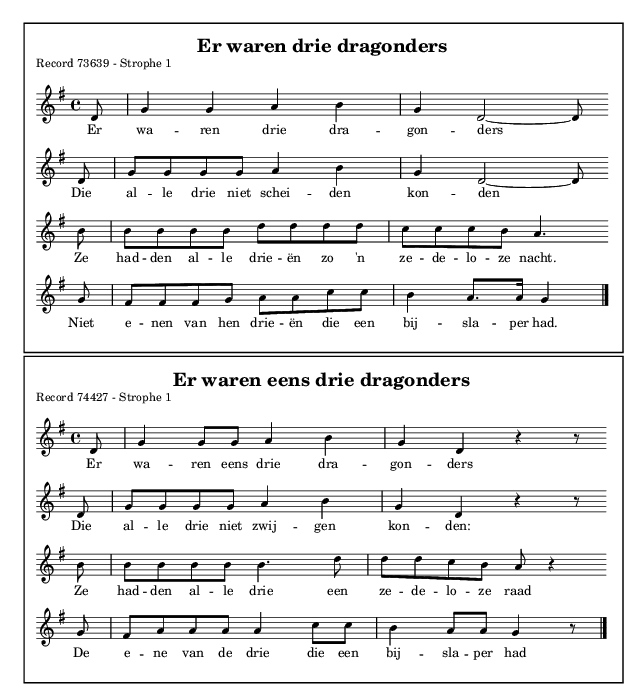 Er waren drie dragonders
Record 73639 - Strophe 1
Er wa -- ren drie dra -- gon -- ders
Die al -- le drie niet schei -- den kon -- den
Ze had -- den al -- le drie -- ën zo 'n ze -- de -- lo -- ze nacht.
Niet e -- nen van hen drie -- ën die een bij -- sla -- per had.
Er waren eens drie dragonders
Record 74427 - Strophe 1
Er wa -- ren eens drie dra -- gon -- ders
Die al -- le drie niet zwij -- gen kon -- den:
Ze had -- den al -- le drie een ze -- de -- lo -- ze raad
De e -- ne van de drie die een bij -- sla -- per had